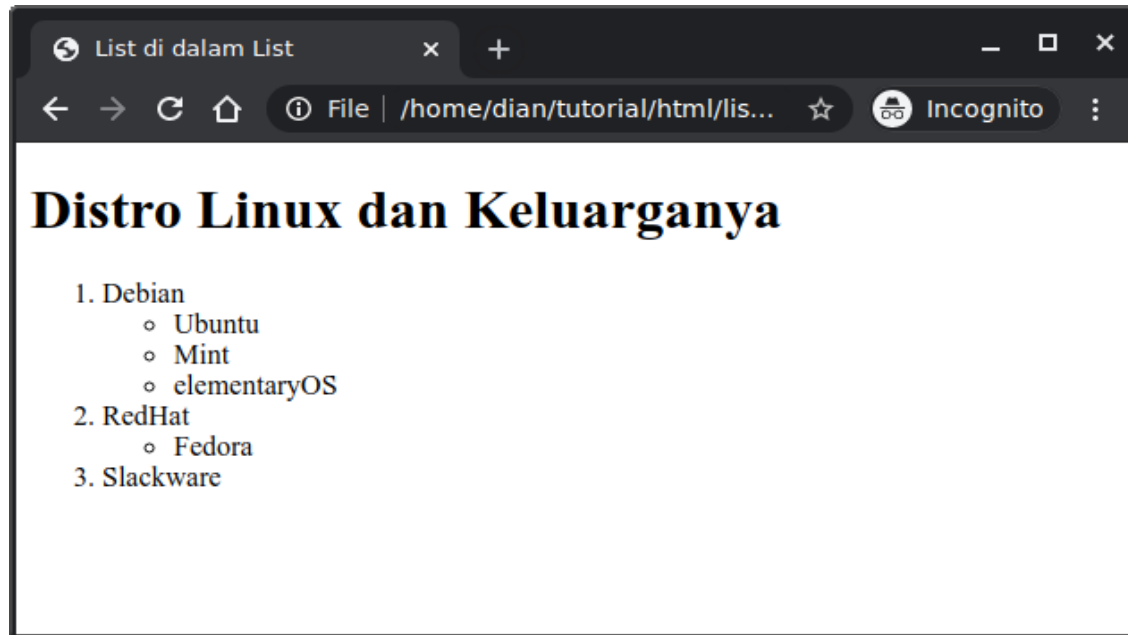 List di dalam List
File /home/dian/tutorial/html/lis... Incognito
Distro Linux dan Keluarganya
1. Debian
Ubuntu
Mint
elementaryOS
2. RedHat
Fedora
3. Slackware